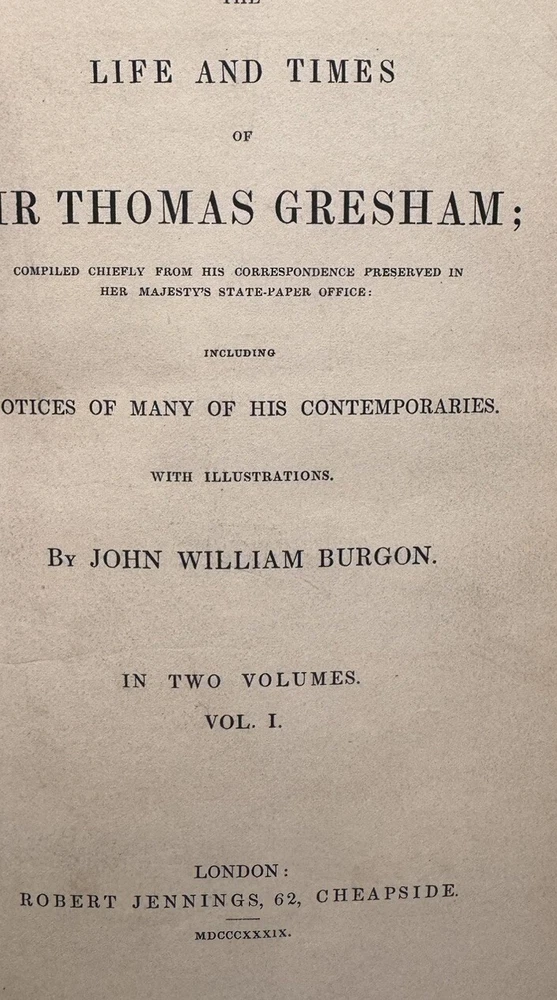 THE
LIFE AND TIMES
OF
IR THOMAS GRESHAM;
COMPILED CHIEFLY FROM HIS CORRESPONDENCE PRESERVED IN
HER MAJESTY'S STATE-PAPER OFFICE:
INCLUDING
OTICES OF MANY OF HIS CONTEMPORARIES.
WITH ILLUSTRATIONS.
By JOHN WILLIAM BURGON.
IN TWO VOLUMES.
VOL. I.
LONDON:
ROBERT JENNINGS, 62, CHEAPSIDE.
MDCCCXXXIX.